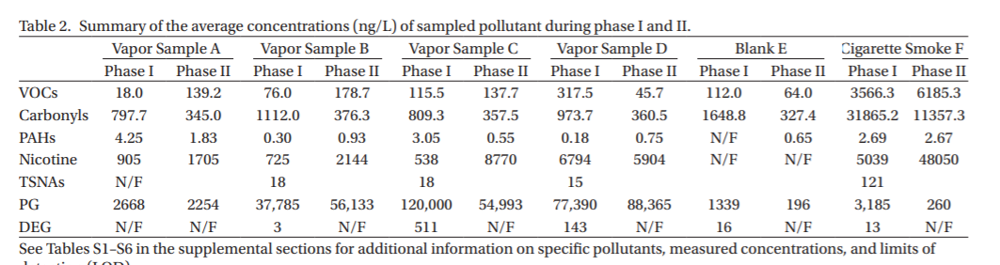 Table 2. Summary of the average concentrations (ng/L) of sampled pollutant during phase I and II.
Vapor Sample A Vapor Sample B Vapor Sample C Vapor Sample D Blank E Cigarette Smoke F
Phase I Phase II Phase I Phase II Phase I Phase II Phase I Phase II Phase I Phase II Phase I Phase II
VOCs 18.0 139.2 76.0 178.7 115.5 137.7 317.5 45.7 112.0 64.0 3566.3 6185.3
Carbonyls 797.7 345.0 1112.0 376.3 809.3 357.5 973.7 360.5 1648.8 327.4 31865.2 11357.3
PAHs 4.25 1.83 0.30 0.93 3.05 0.55 0.18 0.75 N/F 0.65 2.69 2.67
Nicotine 905 1705 725 2144 538 8770 6794 5904 N/F N/F 5039 48050
TSNAs N/F 18 18 15 121
PG 2668 2254 37,785 56,133 120,000 54,993 77,390 88,365 1339 196 3,185 260
DEG N/F N/F 3 N/F 511 N/F 143 N/F 16 N/F 13 N/F
See Tables S1–S6 in the supplemental sections for additional information on specific pollutants, measured concentrations, and limits of